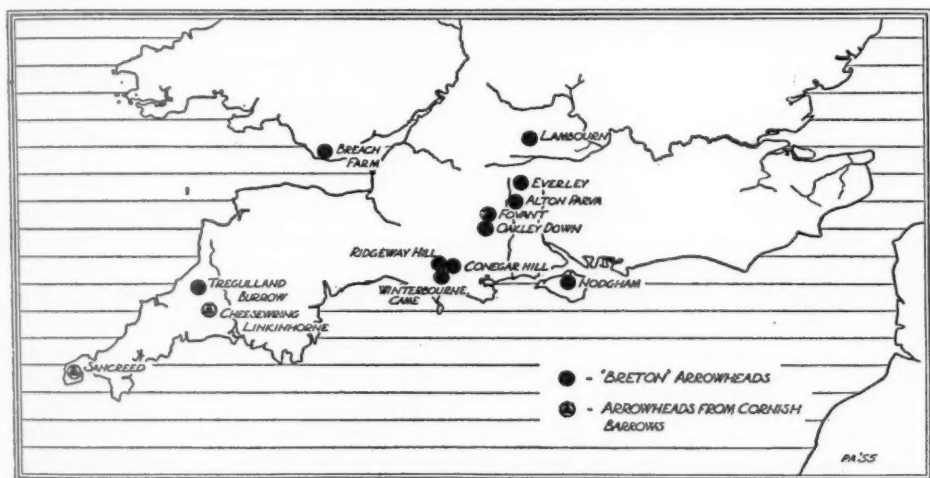 LAMBOURN
BREACH
FARM
EVERLEY
ALTON PARVA
FOVANT
OAKLEY DOWN
RIDGEWAY HILL
CONEGAR HILL
WINTERBOURNE
CAME
NODGHAM
TREGULLAND
BURROW
CHEESEWRING
LINKINHORNE
SANCREED
- 'BRETON' ARROWHEADS
- ARROWHEADS FROM CORNISH
BARROWS
PA'55